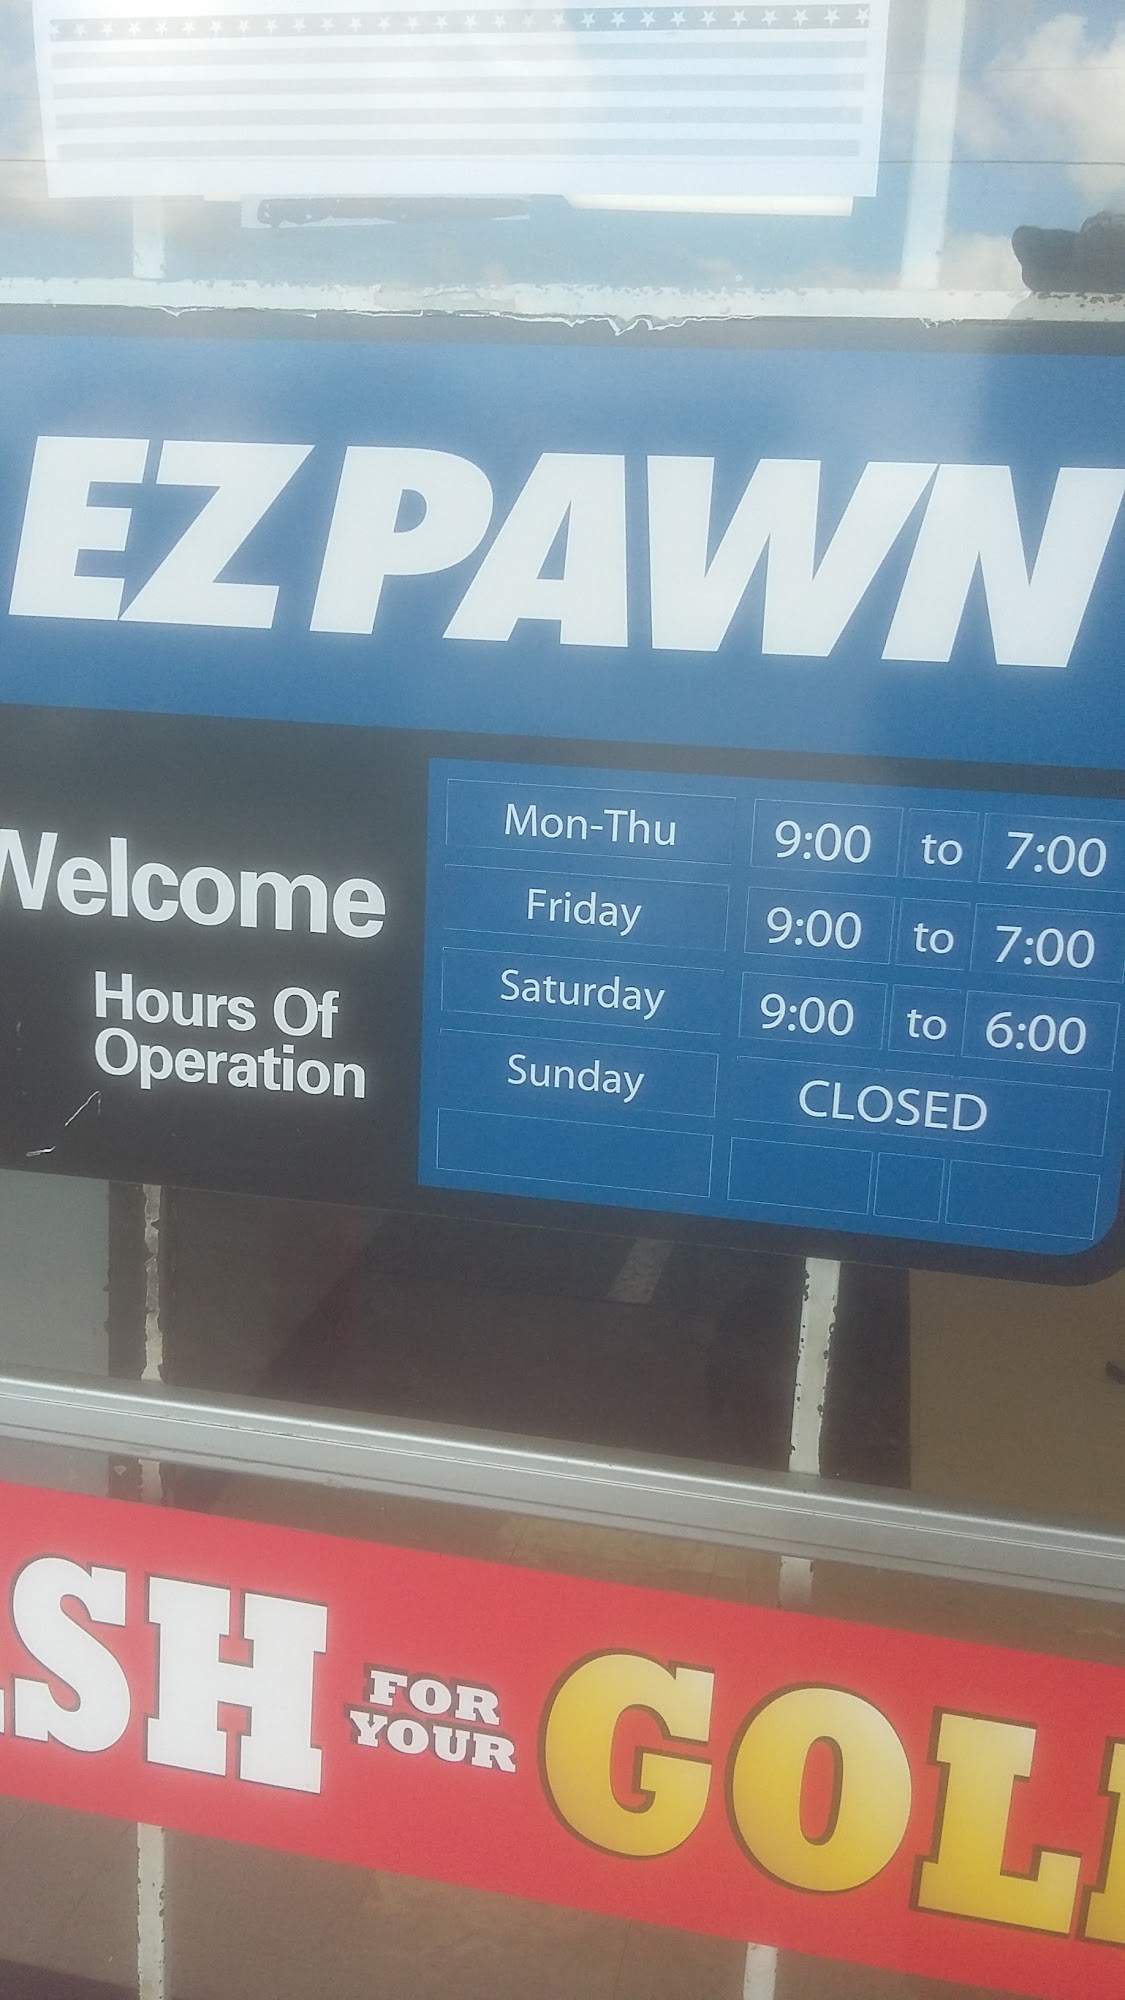 EZPAWN
Welcome
Hours Of
Operation
Mon-Thu 9:00 to 7:00
Friday 9:00 to 7:00
Saturday 9:00 to 6:00
Sunday CLOSED
ASH FOR YOUR GOL